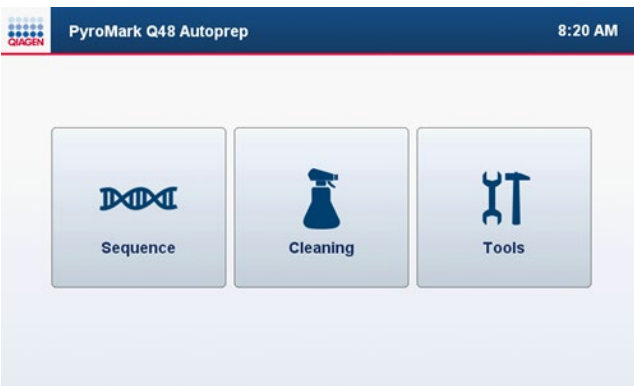 QIAGEN
PyroMark Q48 Autoprep
8:20 AM
Sequence
Cleaning
Tools